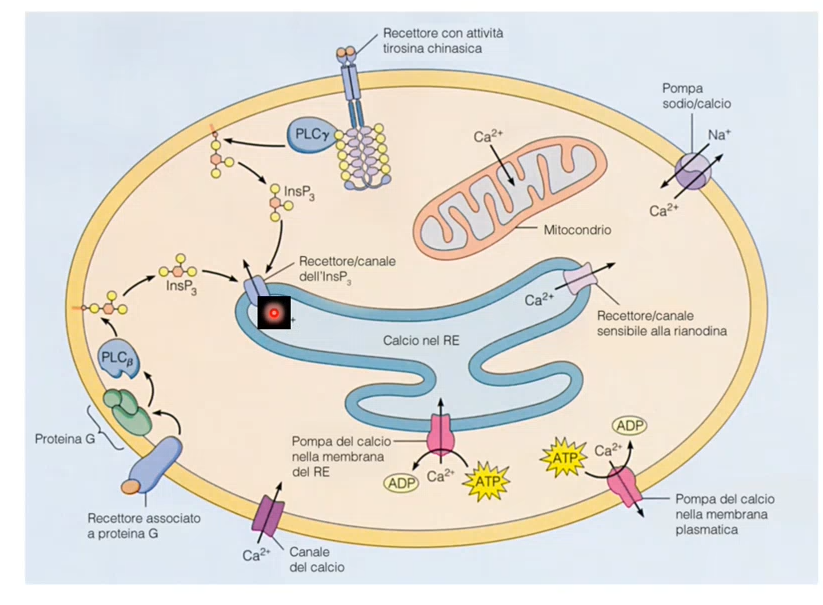 Recettore con attività
tirosina chinasica
Pompa
sodio/calcio
PLCγ
Ca²⁺
Na⁺
InsP₃
Ca²⁺
Mitocondrio
Recettore/canale
dell'InsP₃
InsP₃
Ca²⁺
Recettore/canale
sensibile alla rianodina
Calcio nel RE
PLCβ
Proteina G
Pompa del calcio
nella membrana
del RE
ADP
Ca²⁺
ATP
ATP
Ca²⁺
ADP
Pompa del calcio
nella membrana
plasmatica
Recettore associato
a proteina G
Ca²⁺
Canale
del calcio